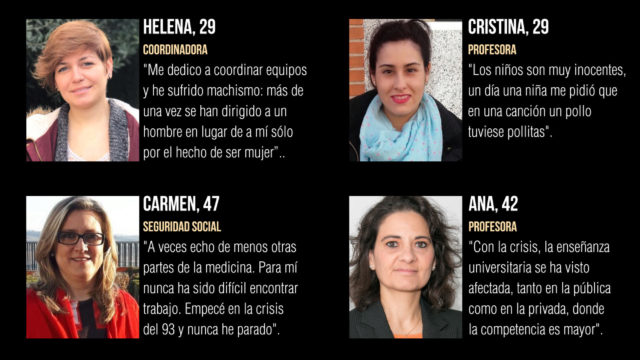 HELENA, 29
COORDINADORA
"Me dedico a coordinar equipos
y he sufrido machismo: más de
una vez se han dirigido a un
hombre en lugar de a mí sólo
por el hecho de ser mujer”..
CRISTINA, 29
PROFESORA
"Los niños son muy inocentes,
un día una niña me pidió que
en una canción un pollo
tuviese pollitas".
CARMEN, 47
SEGURIDAD SOCIAL
"A veces echo de menos otras
partes de la medicina. Para mí
nunca ha sido difícil encontrar
trabajo. Empecé en la crisis
del 93 y nunca he parado".
ANA, 42
PROFESORA
"Con la crisis, la enseñanza
universitaria se ha visto
afectada, tanto en la pública
como en la privada, donde
la competencia es mayor".